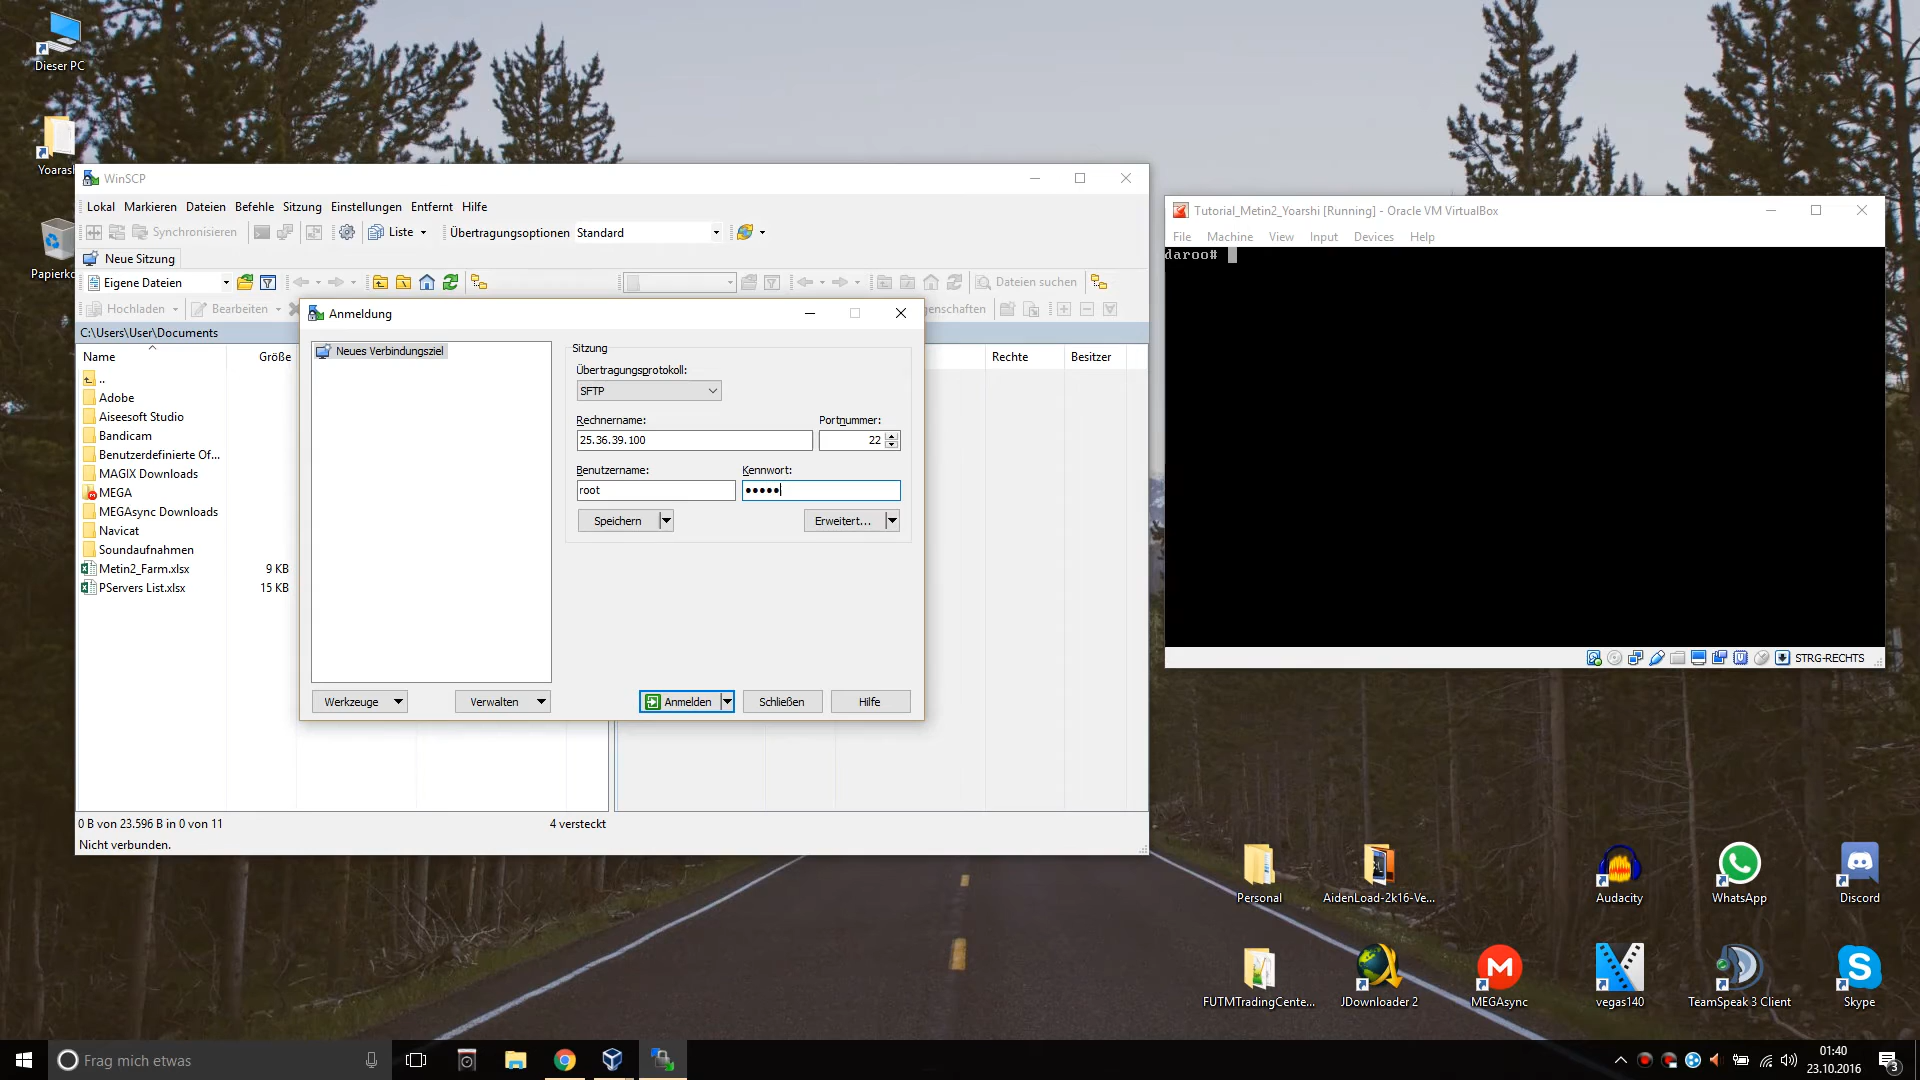 Dieser PC
Yoarasl
Papierko
WinSCP
Lokal Markieren Dateien Befehle Sitzung Einstellungen Entfernt Hilfe
Synchronisieren Liste Übertragungsoptionen Standard
Neue Sitzung
Eigene Dateien Dateien suchen
Hochladen Bearbeiten genschaften
C:\Users\User\Documents
Name Größe Rechte Besitzer
..
Adobe
Aiseesoft Studio
Bandicam
Benutzerdefinierte Of...
MAGIX Downloads
MEGA
MEGAsync Downloads
Navicat
Soundaufnahmen
Metin2_Farm.xlsx 9 KB
PServers List.xlsx 15 KB
0 B von 23.596 B in 0 von 11 4 versteckt
Nicht verbunden.
Anmeldung
Neues Verbindungsziel
Sitzung
Übertragungsprotokoll:
SFTP
Rechnername: Portnummer:
25.36.39.100 22
Benutzername: Kennwort:
root •••••
Speichern Erweitert...
Werkzeuge Verwalten Anmelden Schließen Hilfe
Tutorial_Metin2_Yoarshi [Running] - Oracle VM VirtualBox
File Machine View Input Devices Help
daroo#
STRG-RECHTS
Personal AidenLoad-2k16-Ve... Audacity WhatsApp Discord
FUTMTradingCente... JDownloader 2 MEGAsync vegas140 TeamSpeak 3 Client Skype
Frag mich etwas
01:40
23.10.2016
3